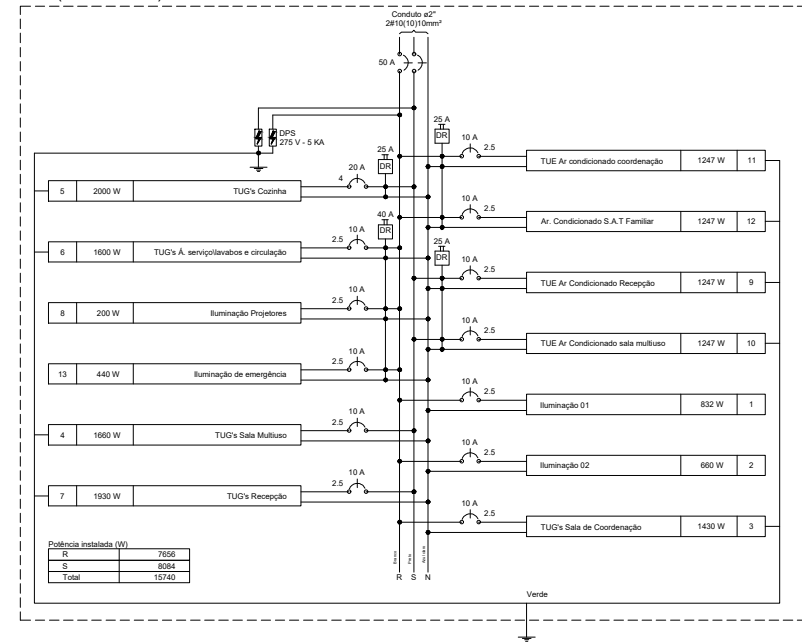 Conduto ø2"
2#10(10)10mm²
50 A
DPS
275 V - 5 KA
25 A
DR
10 A
2.5
TUE Ar condicionado coordenação 1247 W 11
25 A
DR
20 A
4
5 2000 W TUG's Cozinha
10 A
2.5
Ar. Condicionado S.A.T Familiar 1247 W 12
40 A
DR
10 A
2.5
6 1600 W TUG's Á. serviço\lavabos e circulação
25 A
DR
10 A
2.5
TUE Ar Condicionado Recepção 1247 W 9
10 A
2.5
8 200 W Iluminação Projetores
10 A
2.5
TUE Ar Condicionado sala multiuso 1247 W 10
10 A
2.5
13 440 W Iluminação de emergência
10 A
2.5
Iluminação 01 832 W 1
10 A
2.5
4 1660 W TUG's Sala Multiuso
10 A
2.5
Iluminação 02 660 W 2
10 A
2.5
7 1930 W TUG's Recepção
10 A
2.5
TUG's Sala de Coordenação 1430 W 3
Potência instalada (W)
R 7656
S 8084
Total 15740
R S N
Verde